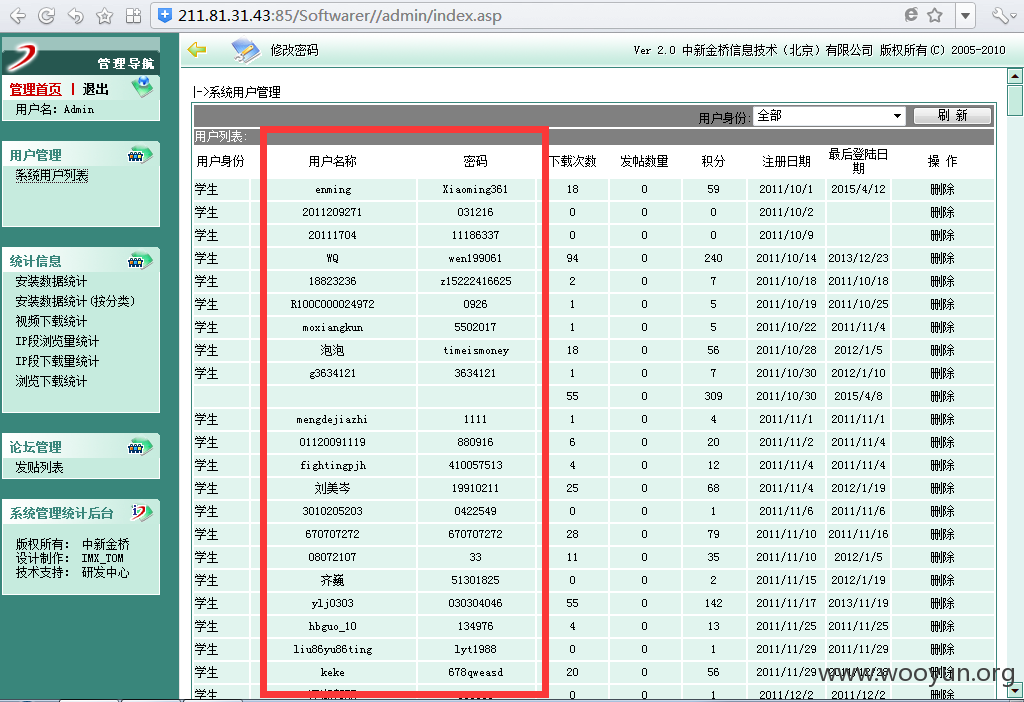 211.81.31.43:85/Softwarer//admin/index.asp
管理导航
管理首页 | 退出
用户名: Admin
用户管理
系统用户列表
统计信息
安装数据统计
安装数据统计(按分类)
视频下载统计
IP段浏览量统计
IP段下载量统计
浏览下载统计
论坛管理
发贴列表
系统管理统计后台
版权所有: 中新金桥
设计制作: IMX_TOM
技术支持: 研发中心
修改密码
Ver 2.0 中新金桥信息技术（北京）有限公司 版权所有(C) 2005-2010
|->系统用户管理
用户身份: 全部 刷 新
用户列表:
用户身份 用户名称 密码 下载次数 发帖数量 积分 注册日期 最后登陆日期 操 作
学生 enming Xiaoming361 18 0 59 2011/10/1 2015/4/12 删除
学生 2011209271 031216 0 0 0 2011/10/2 删除
学生 20111704 11186337 0 0 0 2011/10/9 删除
学生 WQ wen199061 94 0 240 2011/10/14 2013/12/23 删除
学生 18823236 z15222416625 2 0 7 2011/10/18 2011/10/18 删除
学生 R100C000024972 0926 1 0 5 2011/10/19 2011/10/25 删除
学生 moxiangkun 5502017 1 0 5 2011/10/22 2011/11/4 删除
学生 泡泡 timeismoney 18 0 56 2011/10/28 2012/1/5 删除
学生 g3634121 3634121 1 0 7 2011/10/30 2012/1/10 删除
55 0 309 2011/10/30 2015/4/8 删除
学生 mengdejiazhi 1111 1 0 4 2011/11/1 2011/11/1 删除
学生 01120091119 880916 6 0 20 2011/11/2 2011/11/4 删除
学生 fightingpjh 410057513 4 0 12 2011/11/4 2011/11/4 删除
学生 刘美岑 19910211 25 0 68 2011/11/4 2012/1/19 删除
学生 3010205203 0422549 0 0 1 2011/11/6 2011/11/6 删除
学生 670707272 670707272 28 0 79 2011/11/10 2011/11/16 删除
学生 08072107 33 11 0 35 2011/11/10 2012/1/5 删除
学生 齐巍 51301825 0 0 2 2011/11/15 2012/1/19 删除
学生 ylj0303 030304046 55 0 142 2011/11/17 2013/11/19 删除
学生 hbguo_10 134976 4 0 13 2011/11/25 2011/11/25 删除
学生 liu86yu86ting lyt1988 0 0 1 2011/11/29 2011/11/29 删除
学生 keke 678qweasd 20 0 56 2011/11/29 2011/12/28 删除
学生 0 0 1 2011/12/2 2011/12/2 删除
www.wooyun.org